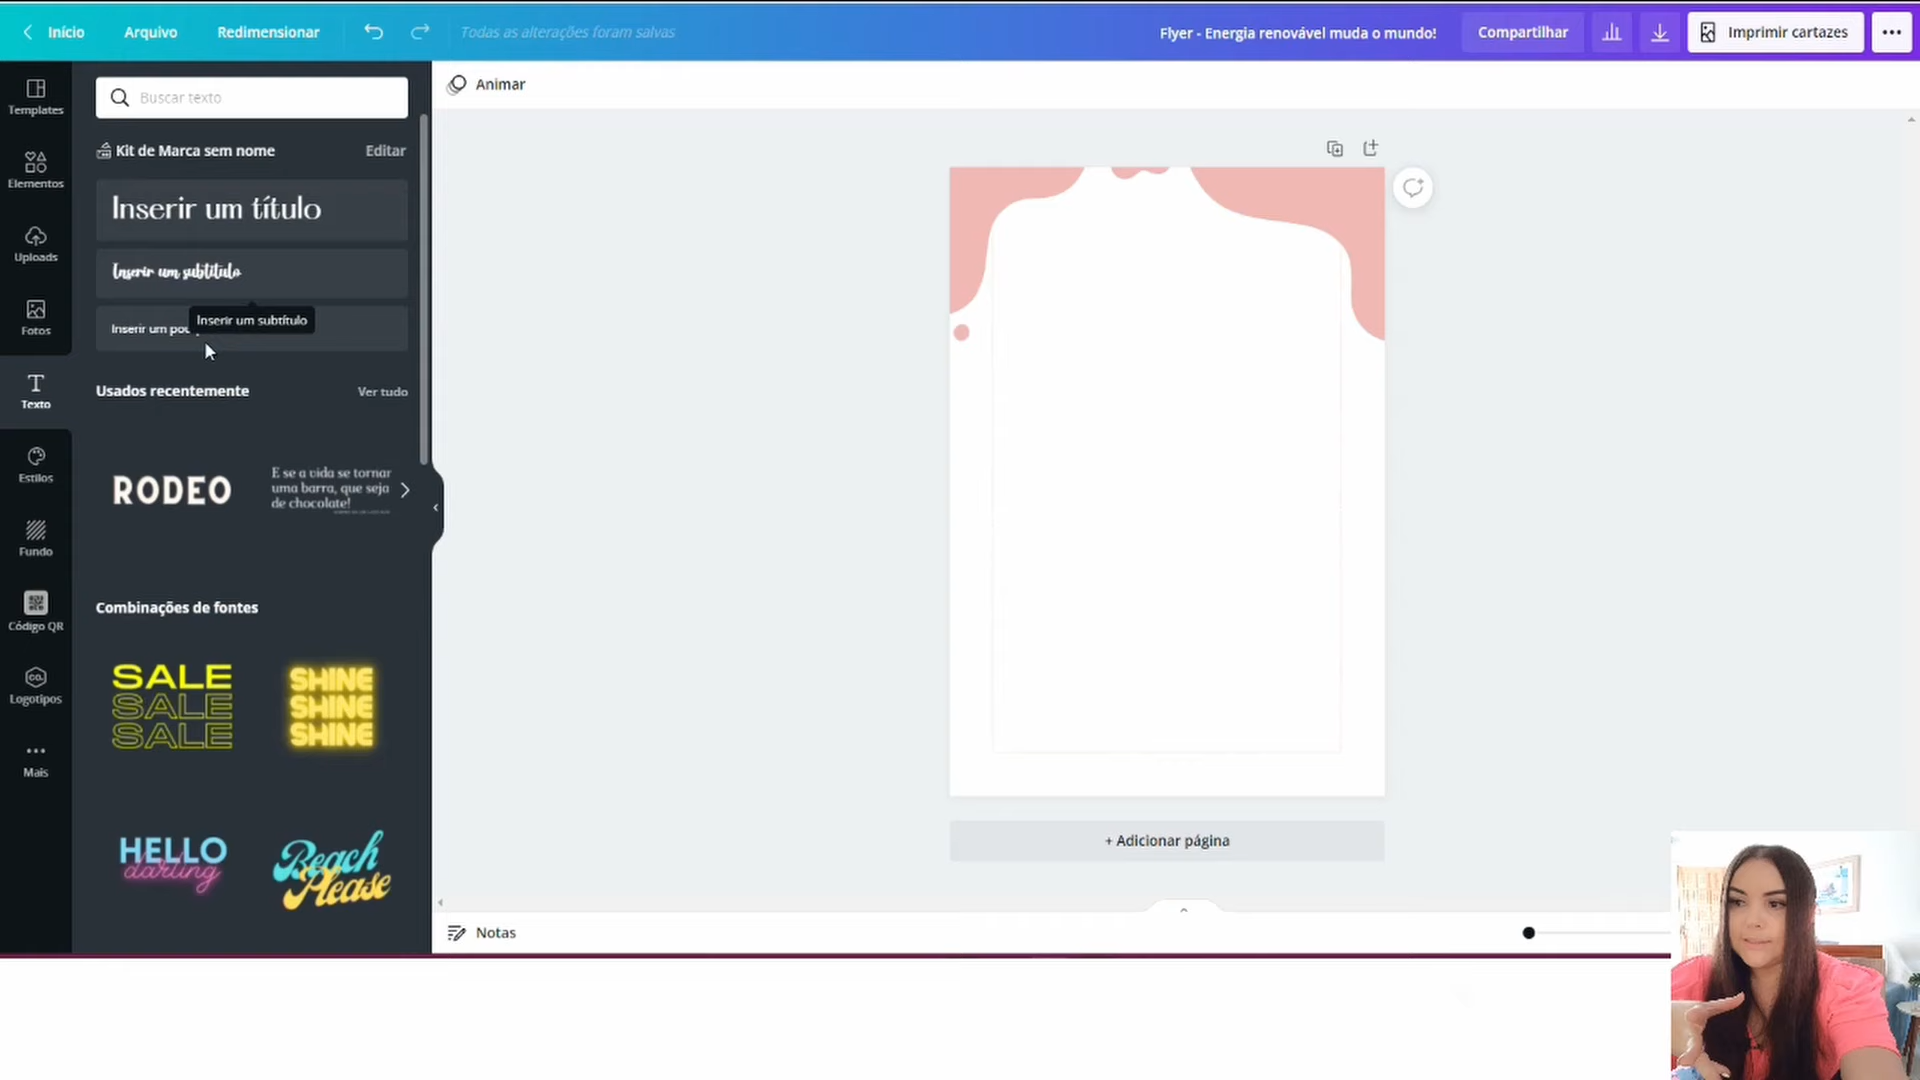 Início
Arquivo
Redimensionar
Todas as alterações foram salvas
Flyer - Energia renovável muda o mundo!
Compartilhar
Imprimir cartazes
Templates
Elementos
Uploads
Fotos
Texto
Estilos
Fundo
Código QR
CO.
Logotipos
Mais
Buscar texto
Kit de Marca sem nome
Editar
Inserir um título
Inserir um subtítulo
Inserir um subtítulo
Inserir um
Usados recentemente
Ver tudo
RODEO
E se a vida se tornar
uma barra, que seja
de chocolate!
Combinações de fontes
SALE
SALE
SALE
SHINE
SHINE
SHINE
HELLO
darling
Beach
Please
Animar
+ Adicionar página
Notas